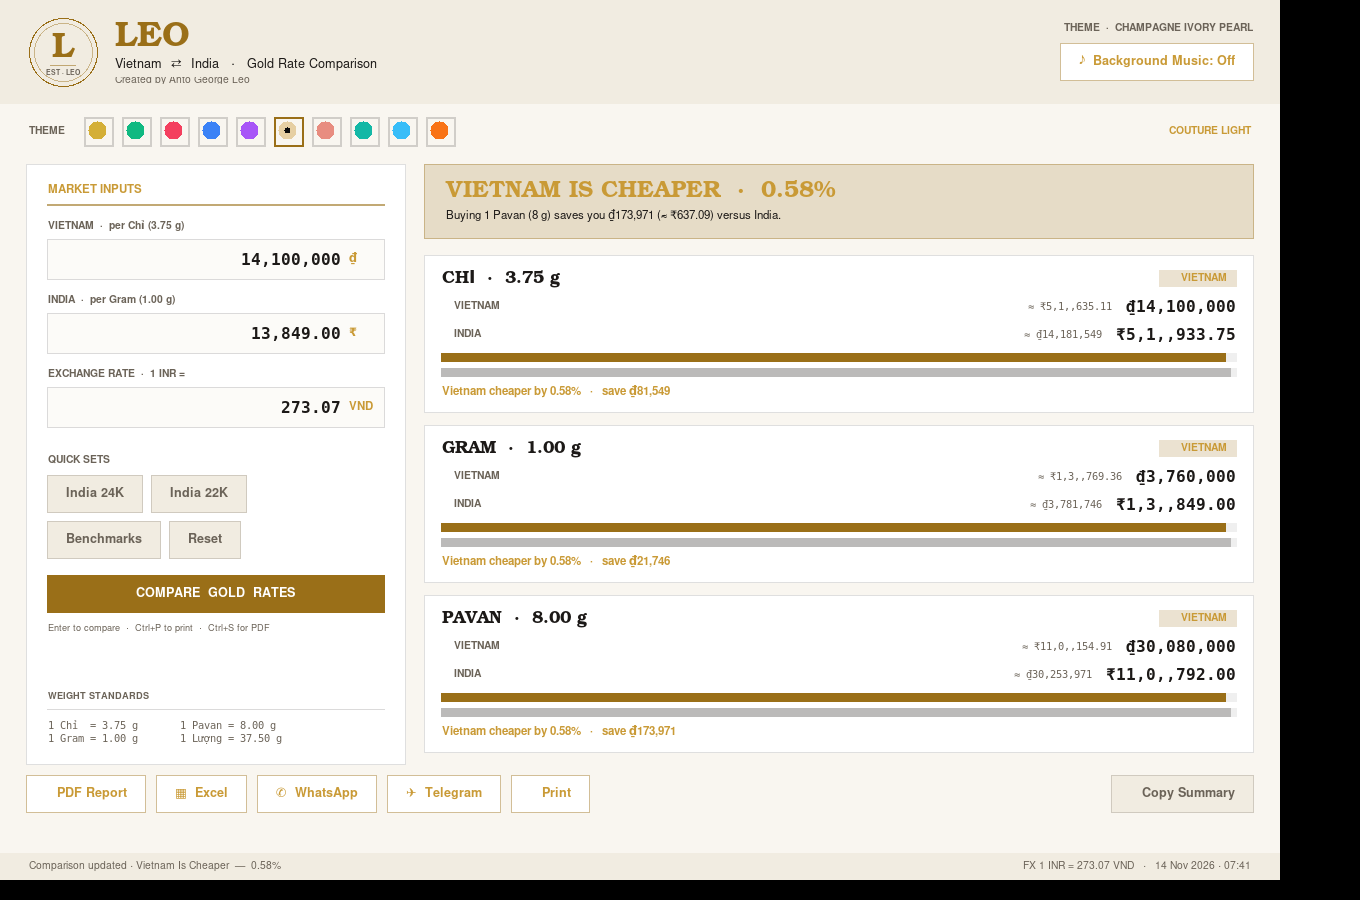 L
EST · LEO
LEO
Vietnam ⇄ India · Gold Rate Comparison
Created by Anto George Leo
THEME · CHAMPAGNE IVORY PEARL
♪ Background Music: Off
THEME
COUTURE LIGHT
MARKET INPUTS
VIETNAM · per Chỉ (3.75 g)
14,100,000 ₫
INDIA · per Gram (1.00 g)
13,849.00 ₹
EXCHANGE RATE · 1 INR =
273.07 VND
QUICK SETS
India 24K
India 22K
Benchmarks
Reset
COMPARE GOLD RATES
Enter to compare · Ctrl+P to print · Ctrl+S for PDF
WEIGHT STANDARDS
1 Chỉ = 3.75 g 1 Pavan = 8.00 g
1 Gram = 1.00 g 1 Lượng = 37.50 g
VIETNAM IS CHEAPER · 0.58%
Buying 1 Pavan (8 g) saves you ₫173,971 (≈ ₹637.09) versus India.
CHỈ · 3.75 g
VIETNAM
VIETNAM ≈ ₹5,1,,635.11 ₫14,100,000
INDIA ≈ ₫14,181,549 ₹5,1,,933.75
Vietnam cheaper by 0.58% · save ₫81,549
GRAM · 1.00 g
VIETNAM
VIETNAM ≈ ₹1,3,,769.36 ₫3,760,000
INDIA ≈ ₫3,781,746 ₹1,3,,849.00
Vietnam cheaper by 0.58% · save ₫21,746
PAVAN · 8.00 g
VIETNAM
VIETNAM ≈ ₹11,0,,154.91 ₫30,080,000
INDIA ≈ ₫30,253,971 ₹11,0,,792.00
Vietnam cheaper by 0.58% · save ₫173,971
PDF Report
▦ Excel
✆ WhatsApp
✈ Telegram
Print
Copy Summary
Comparison updated · Vietnam Is Cheaper — 0.58%
FX 1 INR = 273.07 VND · 14 Nov 2026 · 07:41